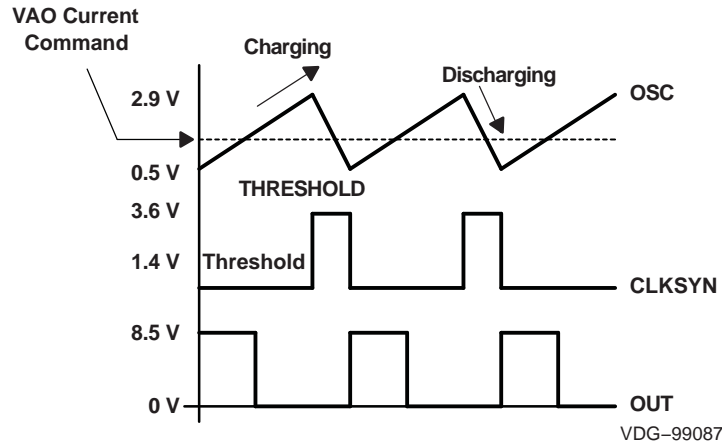 VAO Current
Command
Charging
Discharging
2.9 V
OSC
0.5 V
THRESHOLD
3.6 V
1.4 V
Threshold
CLKSYN
8.5 V
0 V
OUT
VDG–99087